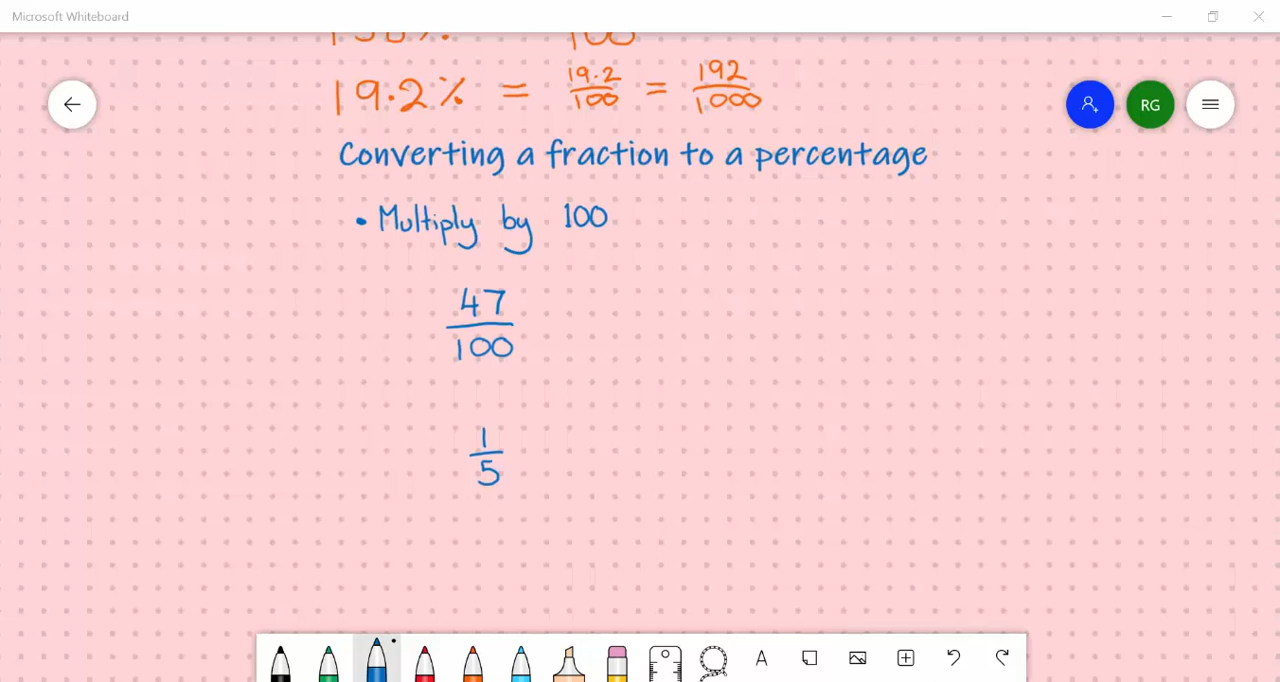 Microsoft Whiteboard
19.2% = 19.2/100 = 192/1000
RG
Converting a fraction to a percentage
• Multiply by 100
47/100
1/5
A